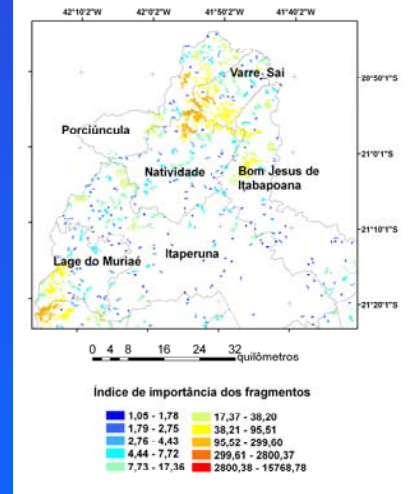 42°10'2"W 42°0'2"W 41°50'2"W 41°40'2"W
Varre_Sai
20°50'1"S
Porciúncula
21°0'1"S
Natividade
Bom Jesus de
Itabapoana
21°10'1"S
Itaperuna
Lage do Muriaé
21°20'1"S
0 4 8 16 24 32
quilômetros
Índice de importância dos fragmentos
1,05 - 1,78 17,37 - 38,20
1,79 - 2,75 38,21 - 95,51
2,76 - 4,43 95,52 - 299,60
4,44 - 7,72 299,61 - 2800,37
7,73 - 17,36 2800,38 - 15768,78